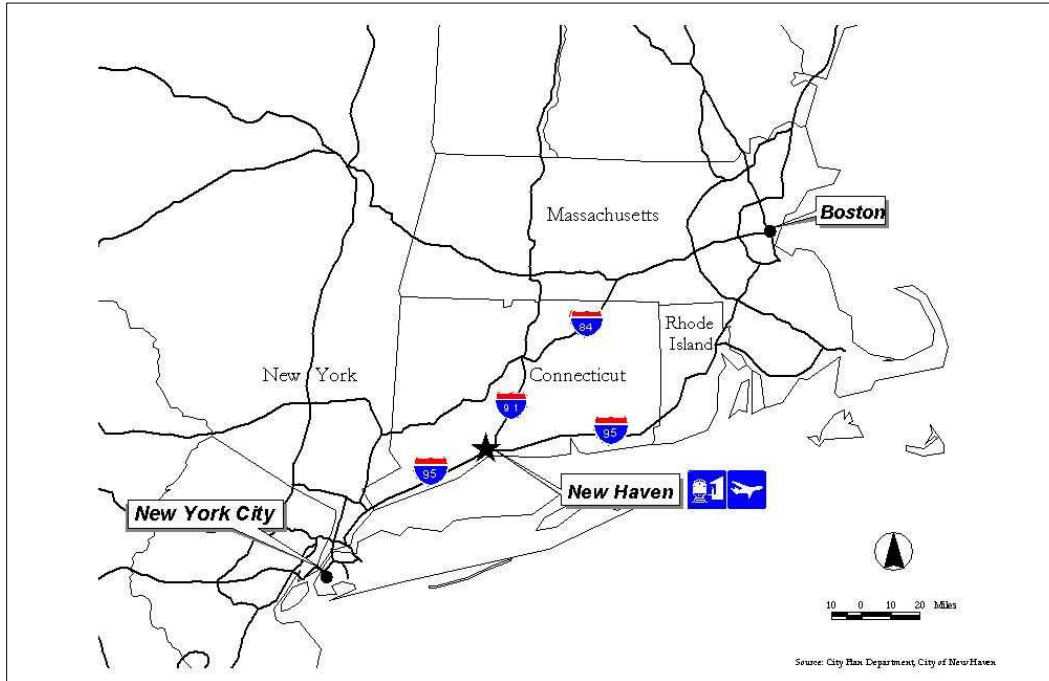 Massachusetts
Boston
84
Rhode
Island
New York
Connecticut
91
95
95
New Haven
New York City
10 0 10 20 Miles
Source: City Plan Department, City of New Haven